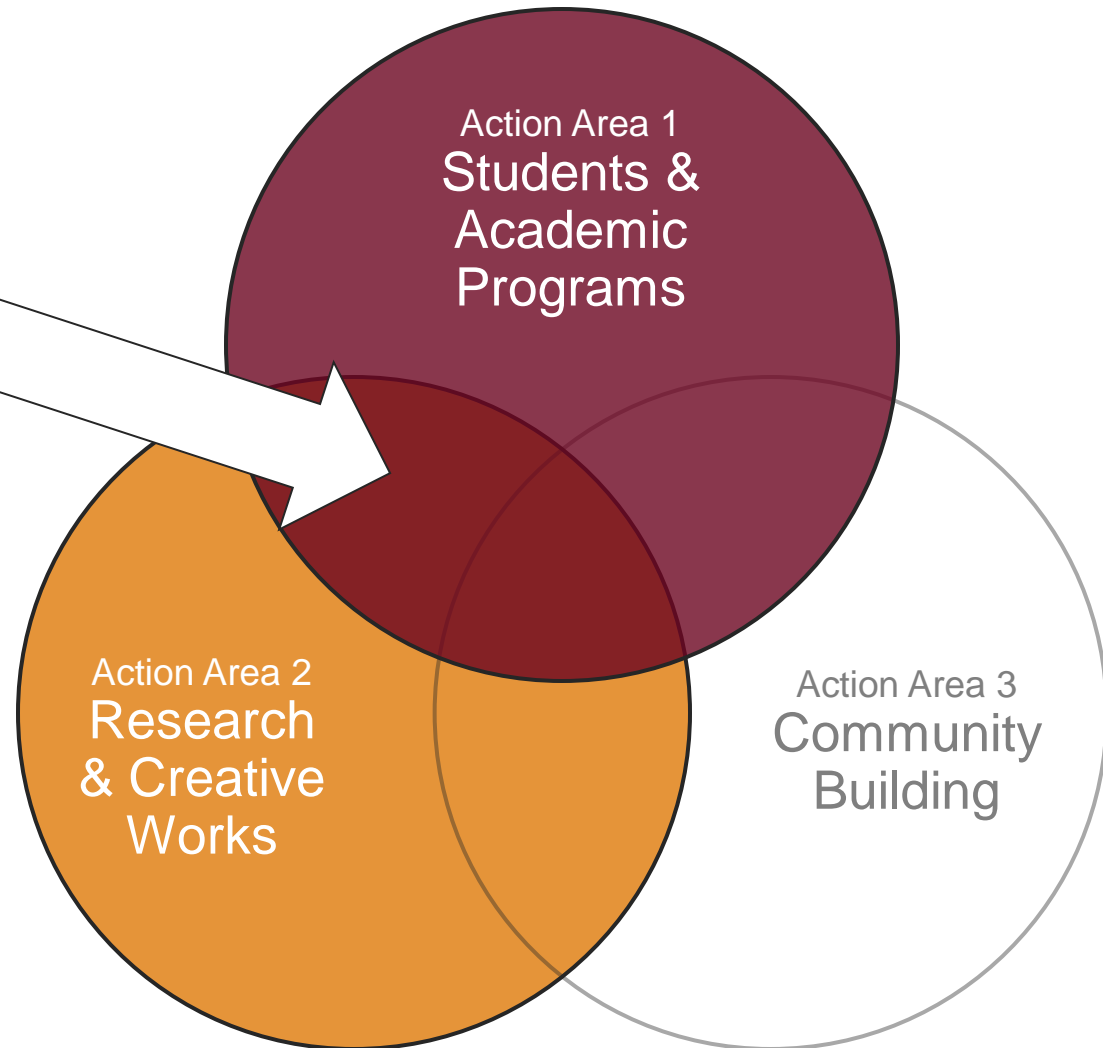 Action Area 1
Students &
Academic
Programs
Action Area 2
Research
& Creative
Works
Action Area 3
Community
Building